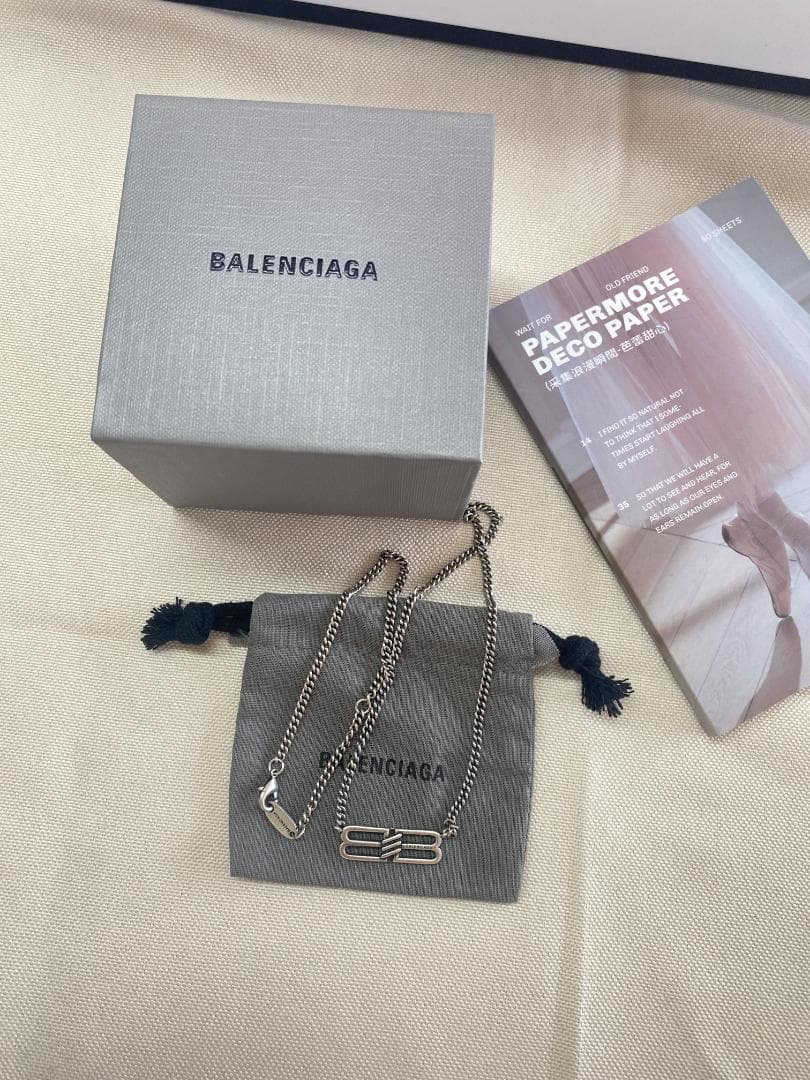 BALENCIAGA
50 SHEETS
OLD FRIEND
WAIT FOR
PAPERMORE
DECO PAPER
(采集浪漫瞬間-芭蕾甜心)
14 I FIND IT SO NATURAL NOT
TO THINK THAT I SOME-
TIMES START LAUGHING ALL
BY MYSELF.
35 SO THAT WE WILL HAVE A
LOT TO SEE AND HEAR, FOR
AS LONG AS OUR EYES AND
EARS REMAIN OPEN.
BALENCIAGA